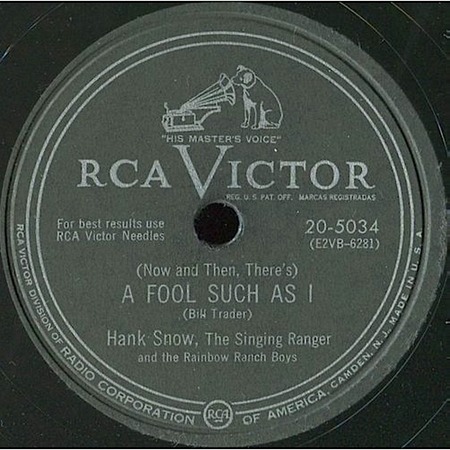 "HIS MASTER'S VOICE"
RCA VICTOR
REG. U. S. PAT. OFF. MARCAS REGISTRADAS
For best results use
RCA Victor Needles
20-5034
(E2VB-6281)
(Now and Then, There's)
A FOOL SUCH AS I
(Bill Trader)
Hank Snow, The Singing Ranger
and the Rainbow Ranch Boys
RCA VICTOR DIVISION OF RADIO CORPORATION OF AMERICA, CAMDEN, N. J. MADE IN U. S. A.
RCA